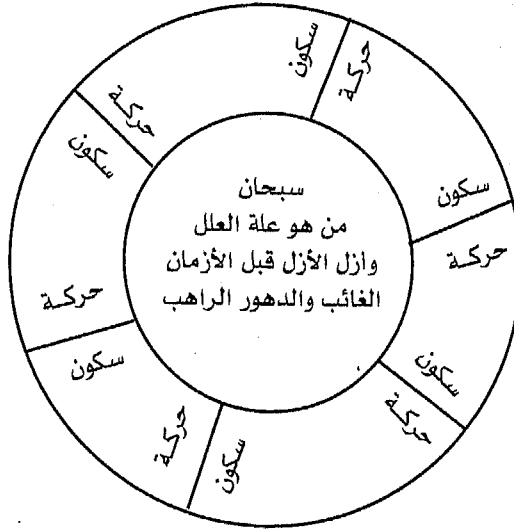 سبحان
من هو علة العلل
وأزل الأزل قبل الأزمان
الغائب والدهور الراهب
حركة
سكون
حركة
سكون
حركة
سكون
حركة
سكون
حركة
سكون
حركة
سكون